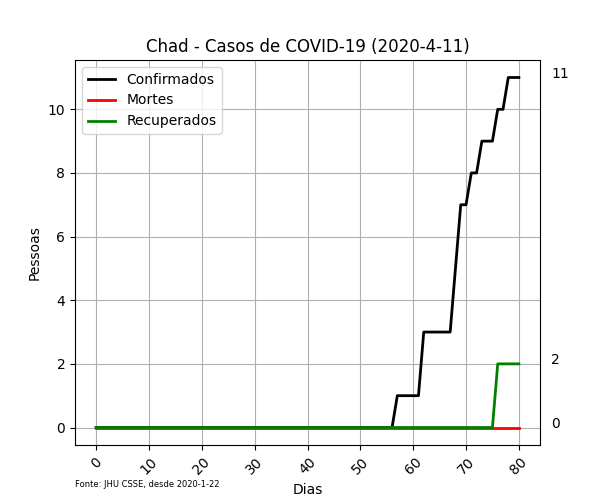 Chad - Casos de COVID-19 (2020-4-11)
Confirmados
Mortes
Recuperados
11
2
0
Pessoas
10
8
6
4
2
0
0 10 20 30 40 50 60 70 80
Dias
Fonte: JHU CSSE, desde 2020-1-22